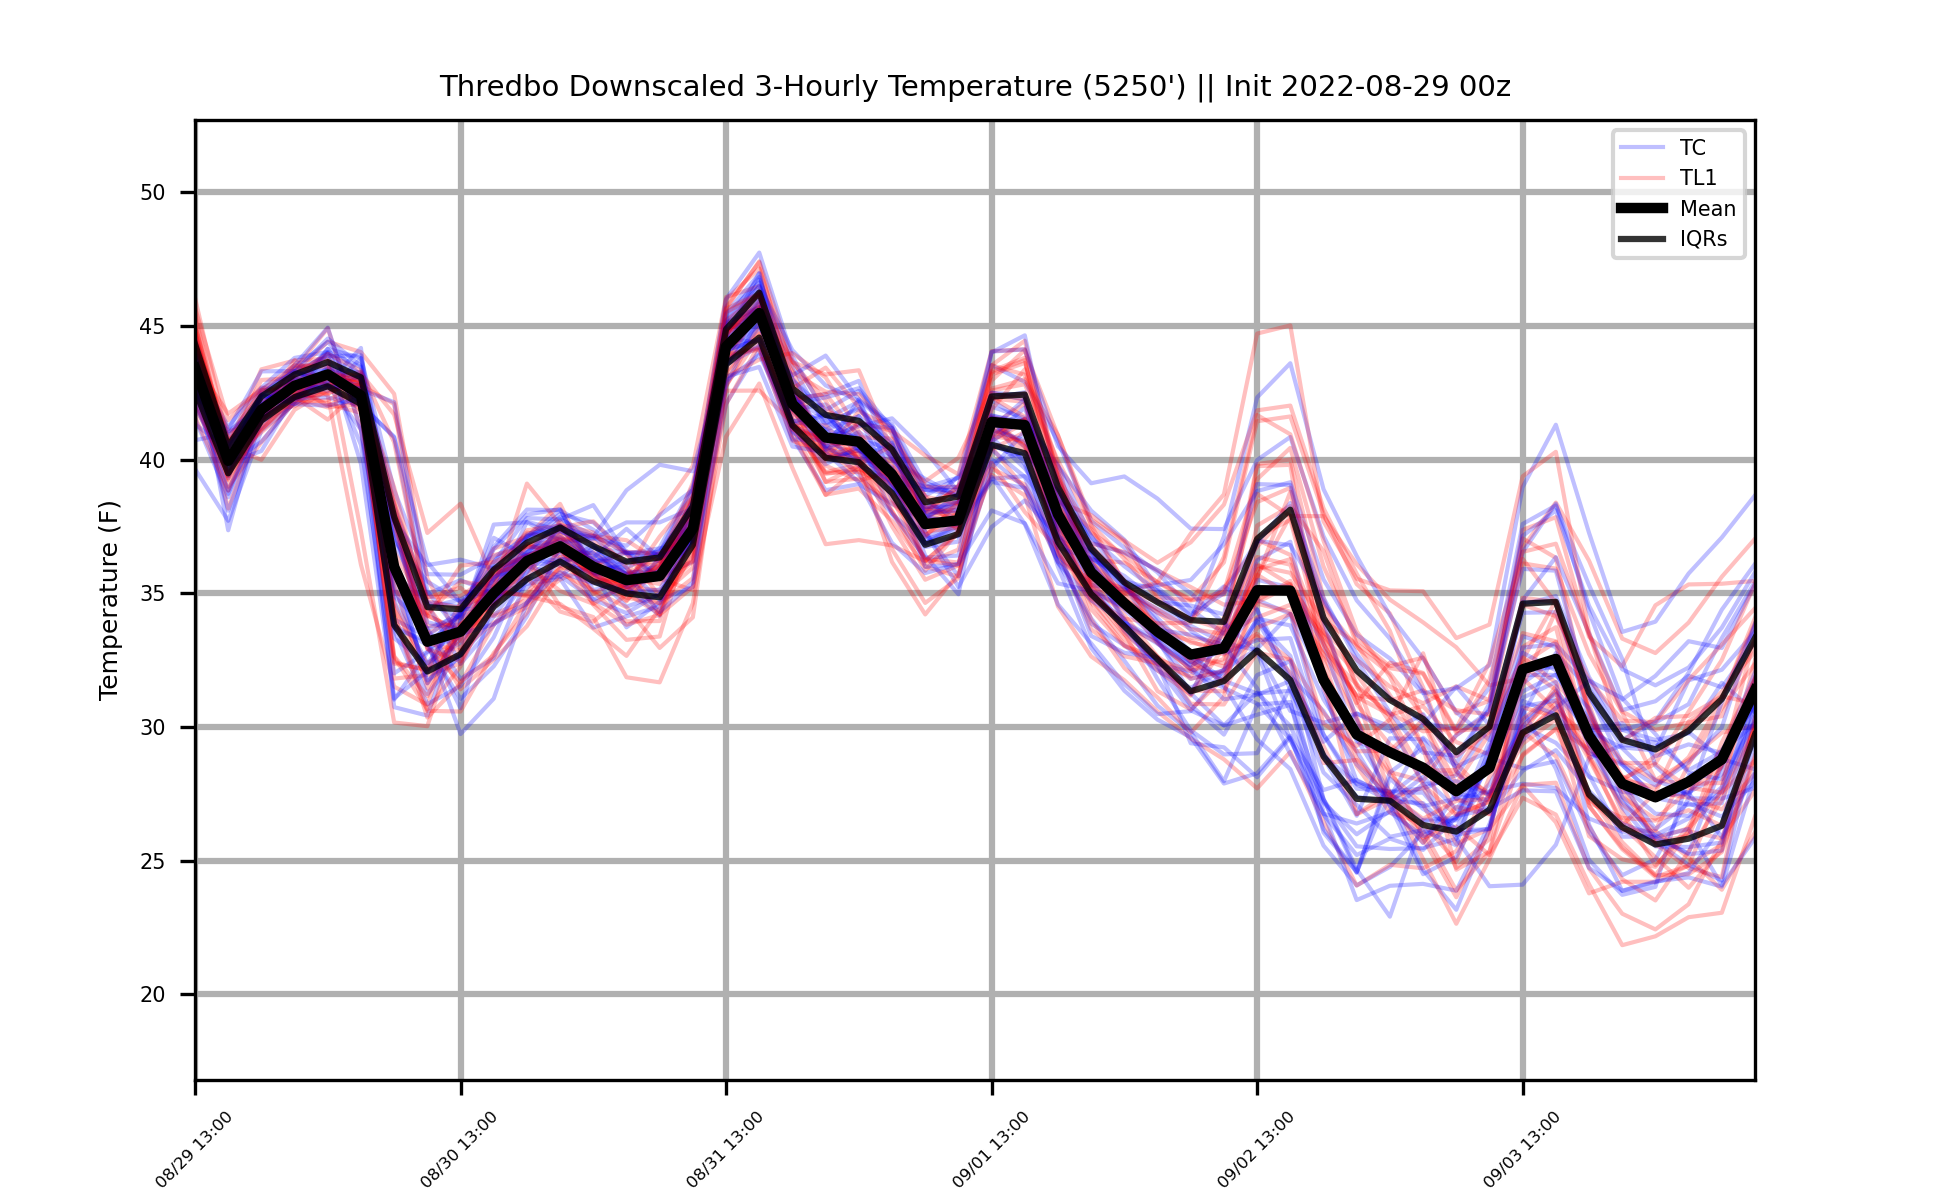 Thredbo Downscaled 3-Hourly Temperature (5250') || Init 2022-08-29 00z
TC
TL1
Mean
IQRs
Temperature (F)
50
45
40
35
30
25
20
08/29 13:00
08/30 13:00
08/31 13:00
09/01 13:00
09/02 13:00
09/03 13:00